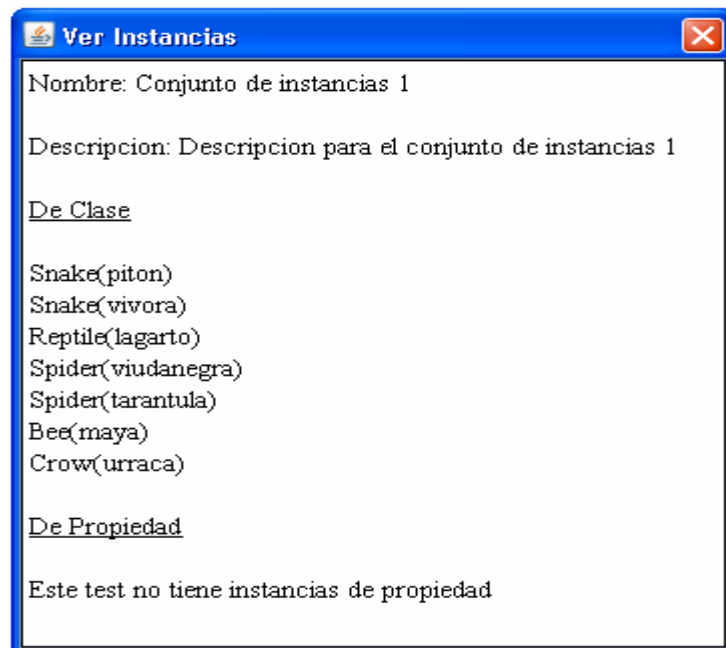 Ver Instancias
Nombre: Conjunto de instancias 1
Descripcion: Descripcion para el conjunto de instancias 1
De Clase
Snake(piton)
Snake(vivora)
Reptile(lagarto)
Spider(viudanegra)
Spider(tarantula)
Bee(maya)
Crow(urraca)
De Propiedad
Este test no tiene instancias de propiedad